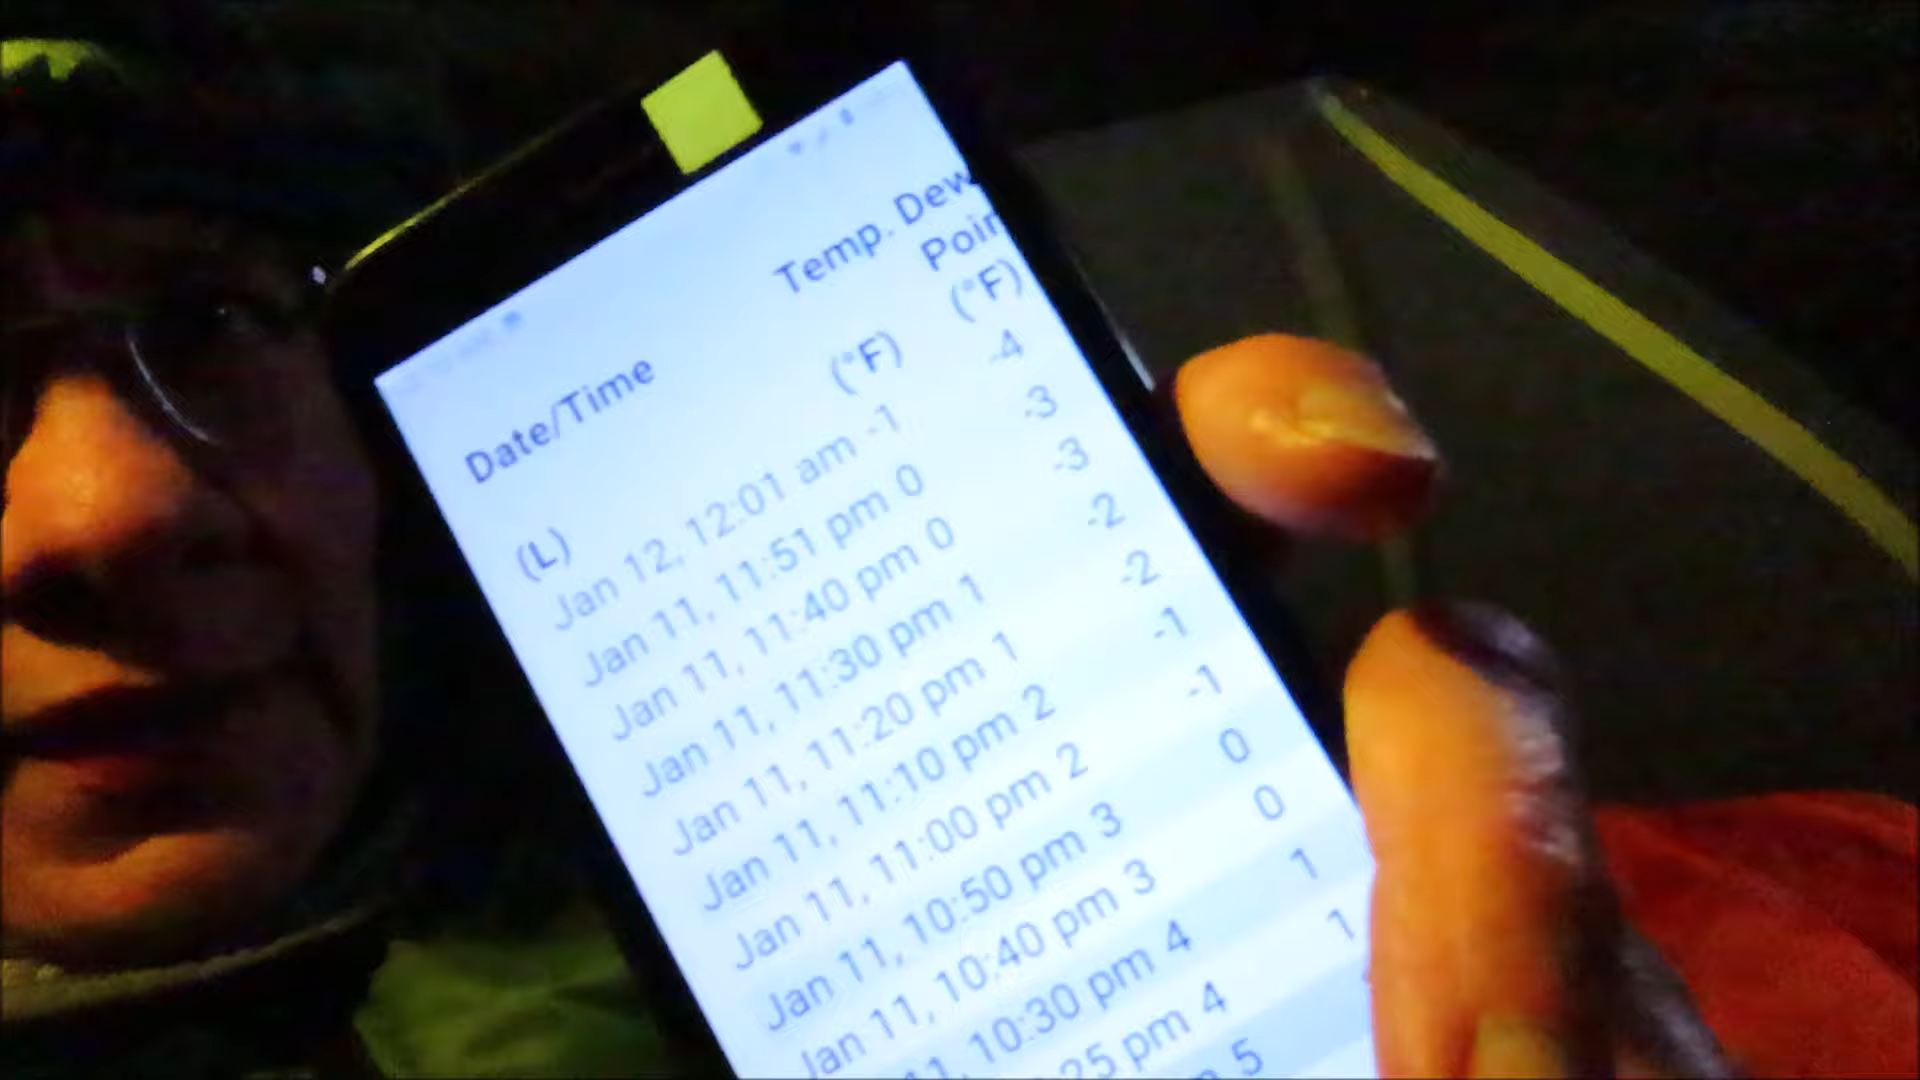 Temp. Dew
Poin
Date/Time (°F) (°F)
(L)
Jan 12, 12:01 am -1 -4
Jan 11, 11:51 pm 0 -3
Jan 11, 11:40 pm 0 -3
Jan 11, 11:30 pm 1 -2
Jan 11, 11:20 pm 1 -2
Jan 11, 11:10 pm 2 -1
Jan 11, 11:00 pm 2 -1
Jan 11, 10:50 pm 3 0
Jan 11, 10:40 pm 3 0
11, 10:30 pm 4 1
25 pm 4 1
5